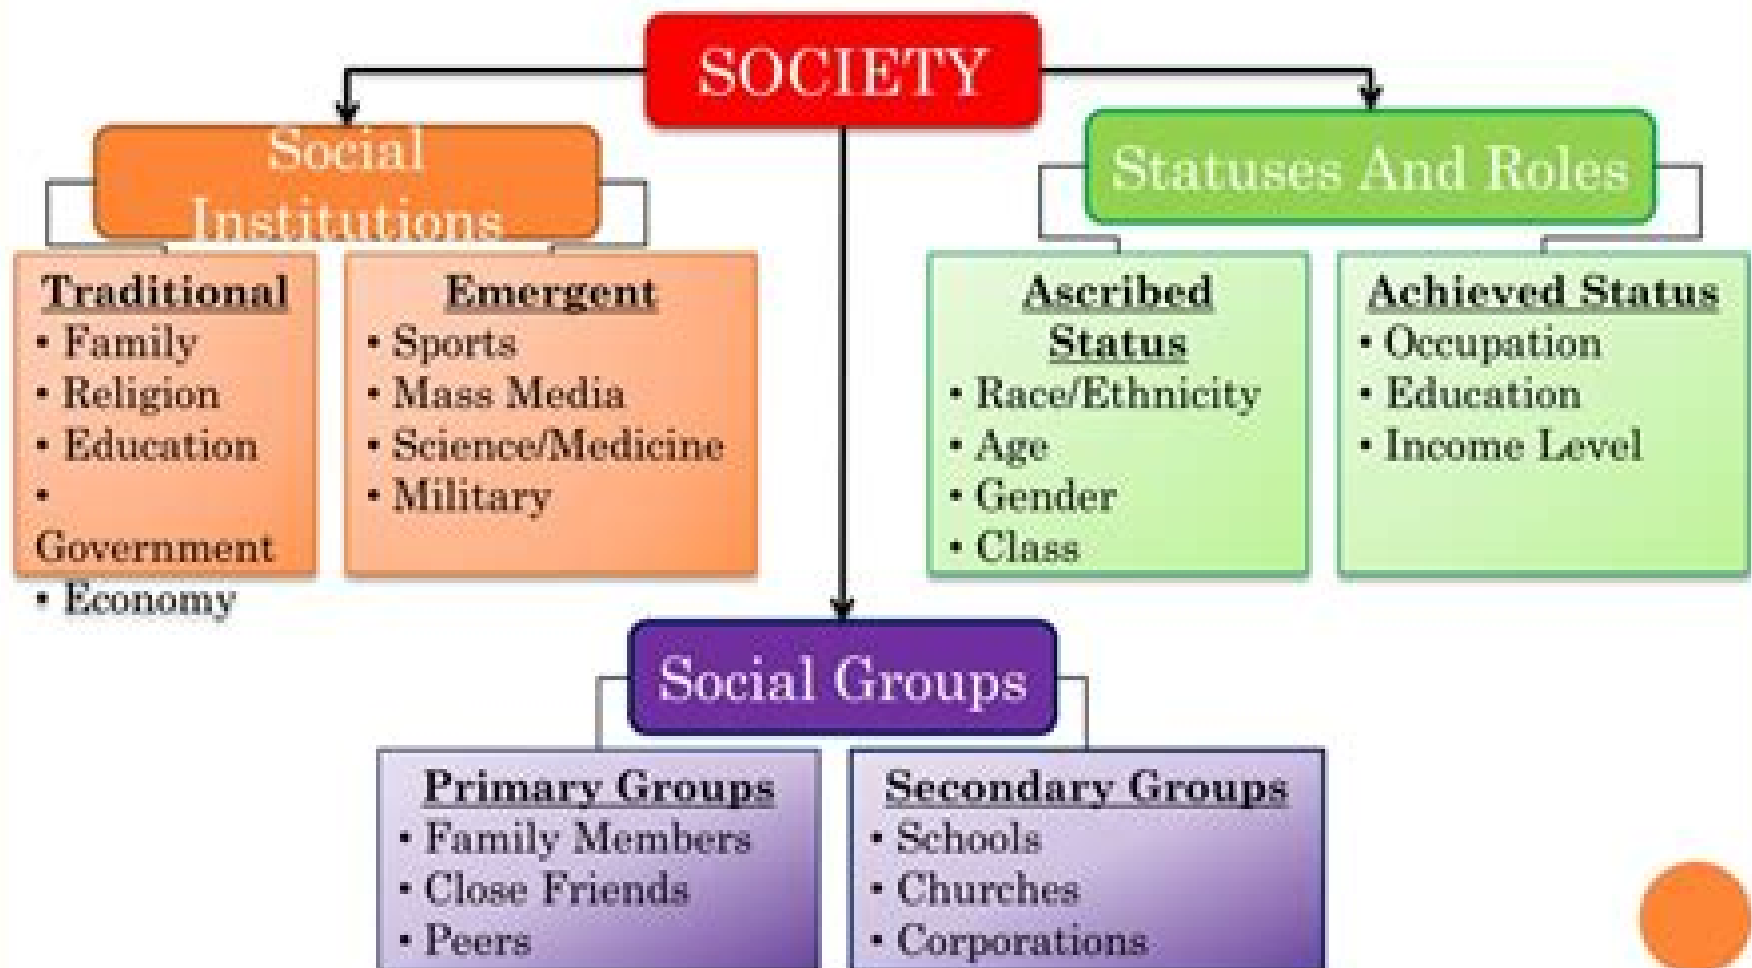 SOCIETY
Social
Institutions
Statuses And Roles
Traditional
• Family
• Religion
• Education
•
Government
• Economy
Emergent
• Sports
• Mass Media
• Science/Medicine
• Military
Ascribed
Status
• Race/Ethnicity
• Age
• Gender
• Class
Achieved Status
• Occupation
• Education
• Income Level
Social Groups
Primary Groups
• Family Members
• Close Friends
• Peers
Secondary Groups
• Schools
• Churches
• Corporations